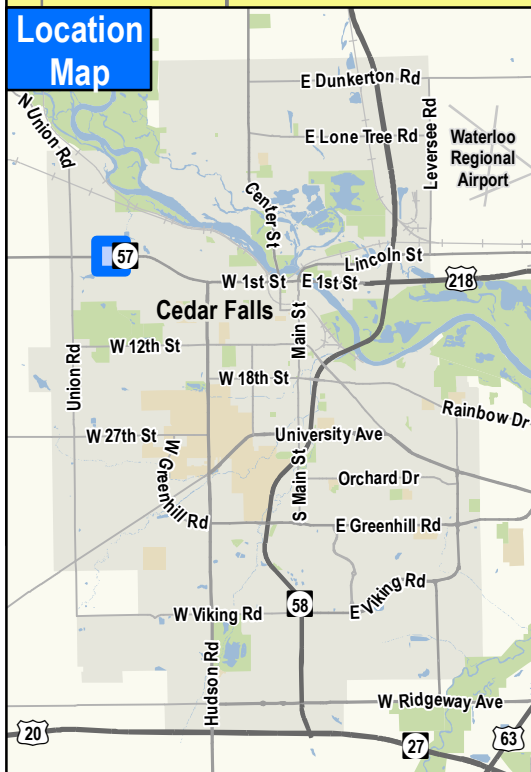 Location
Map
E Dunkerton Rd
N Union Rd
E Lone Tree Rd
Leversee Rd
Waterloo
Regional
Airport
Center St
57
Lincoln St
W 1st St
E 1st St
218
Cedar Falls
Main St
W 12th St
Union Rd
W 18th St
Rainbow Dr
W 27th St
University Ave
W Greenhill Rd
S Main St
Orchard Dr
E Greenhill Rd
E Viking Rd
58
W Viking Rd
Hudson Rd
W Ridgeway Ave
20
27
63